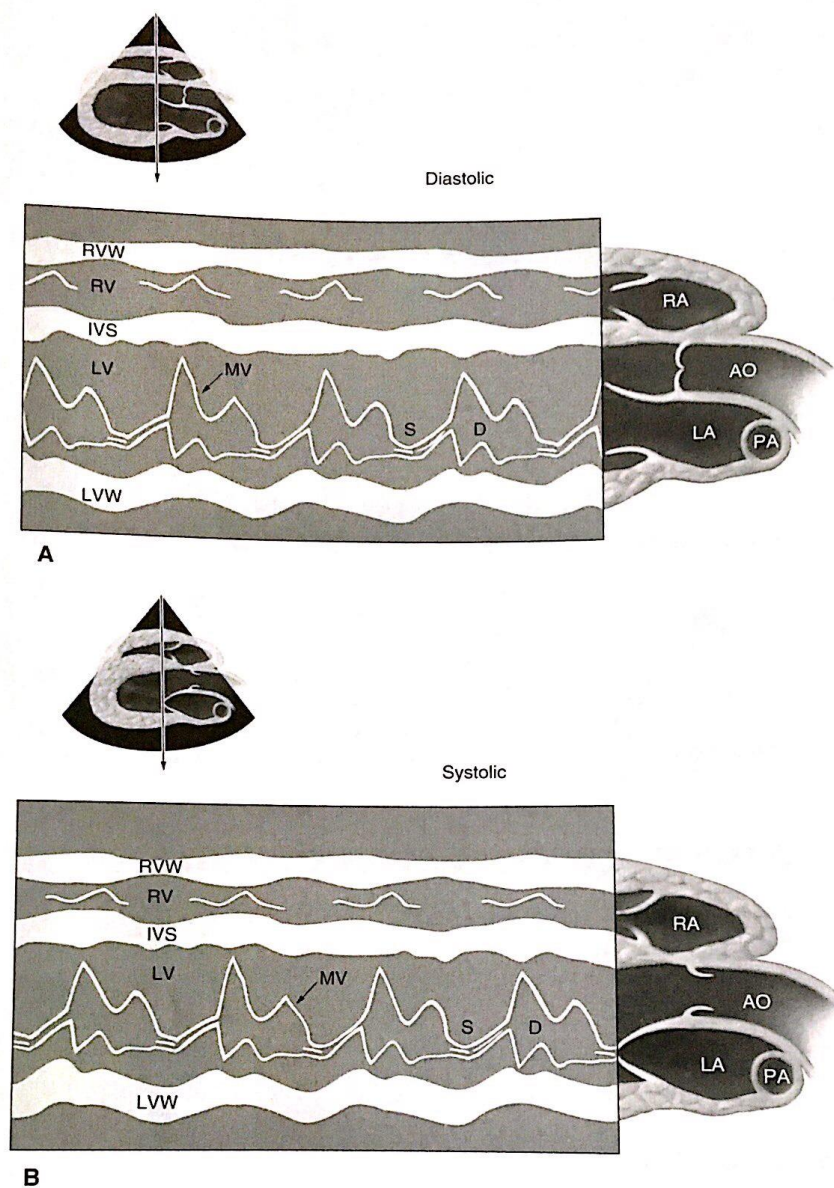 Diastolic
RVW
RV
RA
IVS
LV
MV
AO
S
D
LA
PA
LVW
A
Systolic
RVW
RV
RA
IVS
LV
MV
AO
S
D
LA
PA
LVW
B